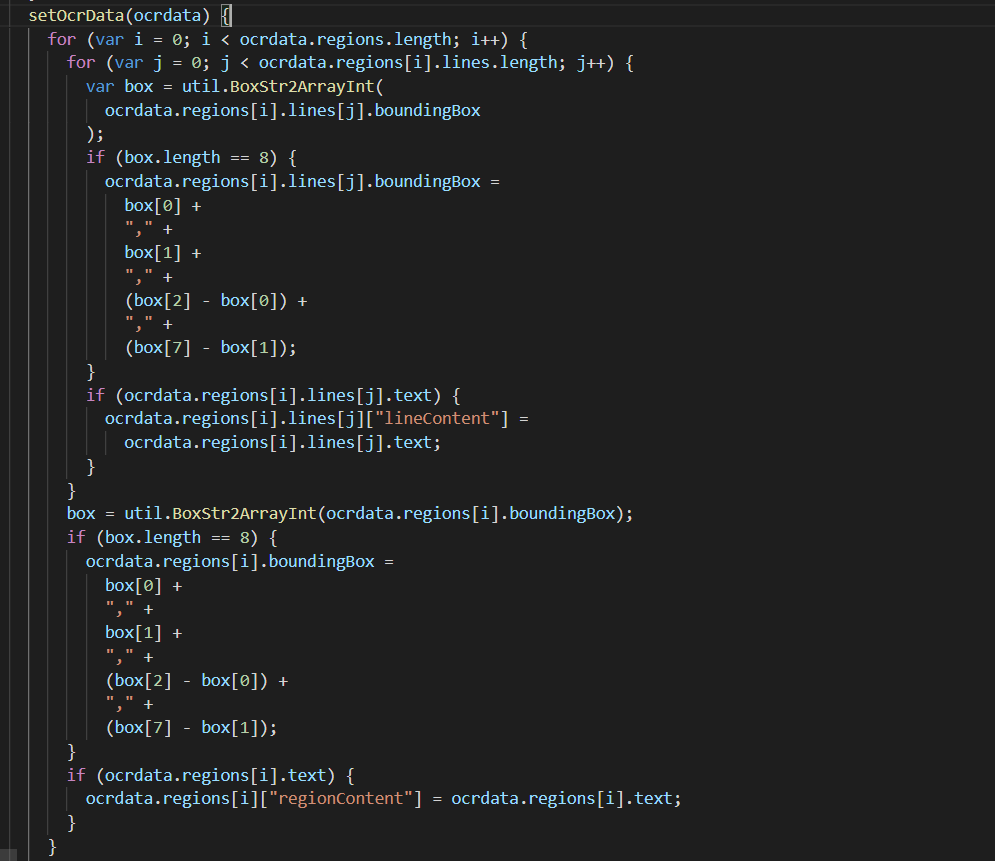 setOcrData(ocrdata) {
for (var i = 0; i < ocrdata.regions.length; i++) {
for (var j = 0; j < ocrdata.regions[i].lines.length; j++) {
var box = util.BoxStr2ArrayInt(
ocrdata.regions[i].lines[j].boundingBox
);
if (box.length == 8) {
ocrdata.regions[i].lines[j].boundingBox =
box[0] +
"," +
box[1] +
"," +
(box[2] - box[0]) +
"," +
(box[7] - box[1]);
}
if (ocrdata.regions[i].lines[j].text) {
ocrdata.regions[i].lines[j]["lineContent"] =
ocrdata.regions[i].lines[j].text;
}
}
box = util.BoxStr2ArrayInt(ocrdata.regions[i].boundingBox);
if (box.length == 8) {
ocrdata.regions[i].boundingBox =
box[0] +
"," +
box[1] +
"," +
(box[2] - box[0]) +
"," +
(box[7] - box[1]);
}
if (ocrdata.regions[i].text) {
ocrdata.regions[i]["regionContent"] = ocrdata.regions[i].text;
}
}